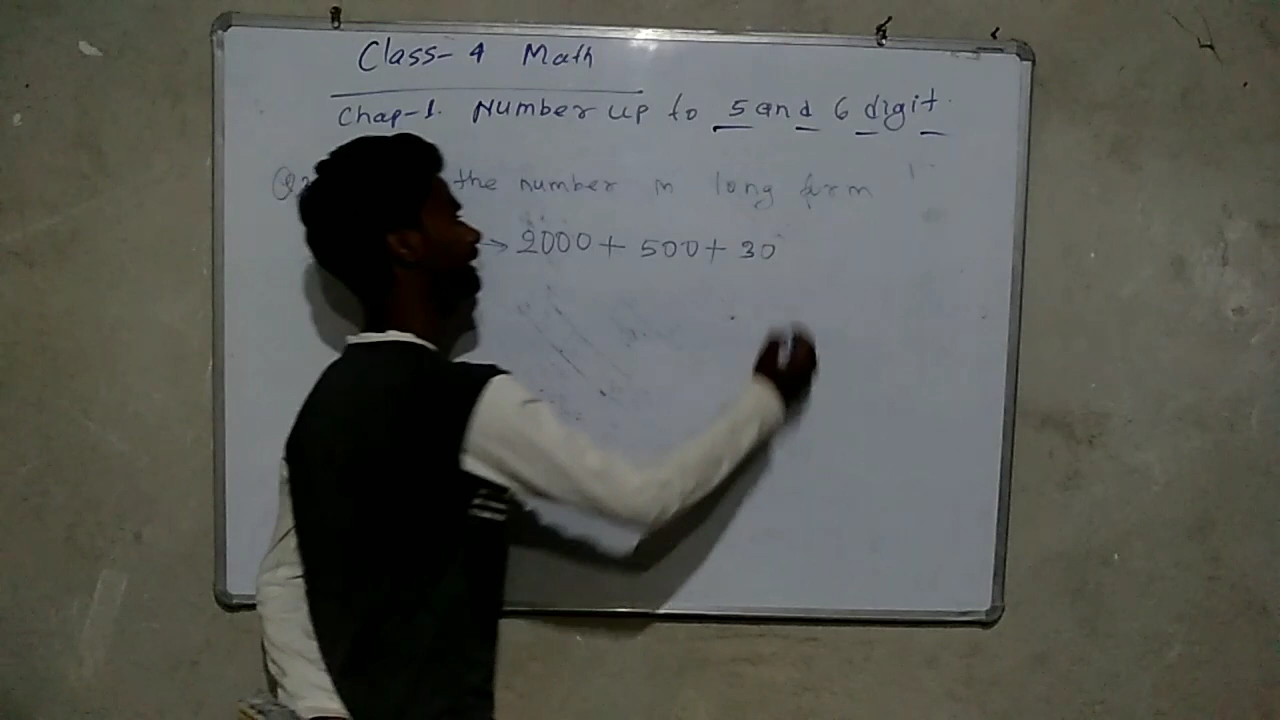 Class-4 Math
Chap-1. Number up to 5 and 6 digit
the number in long form
→ 2000 + 500 + 30